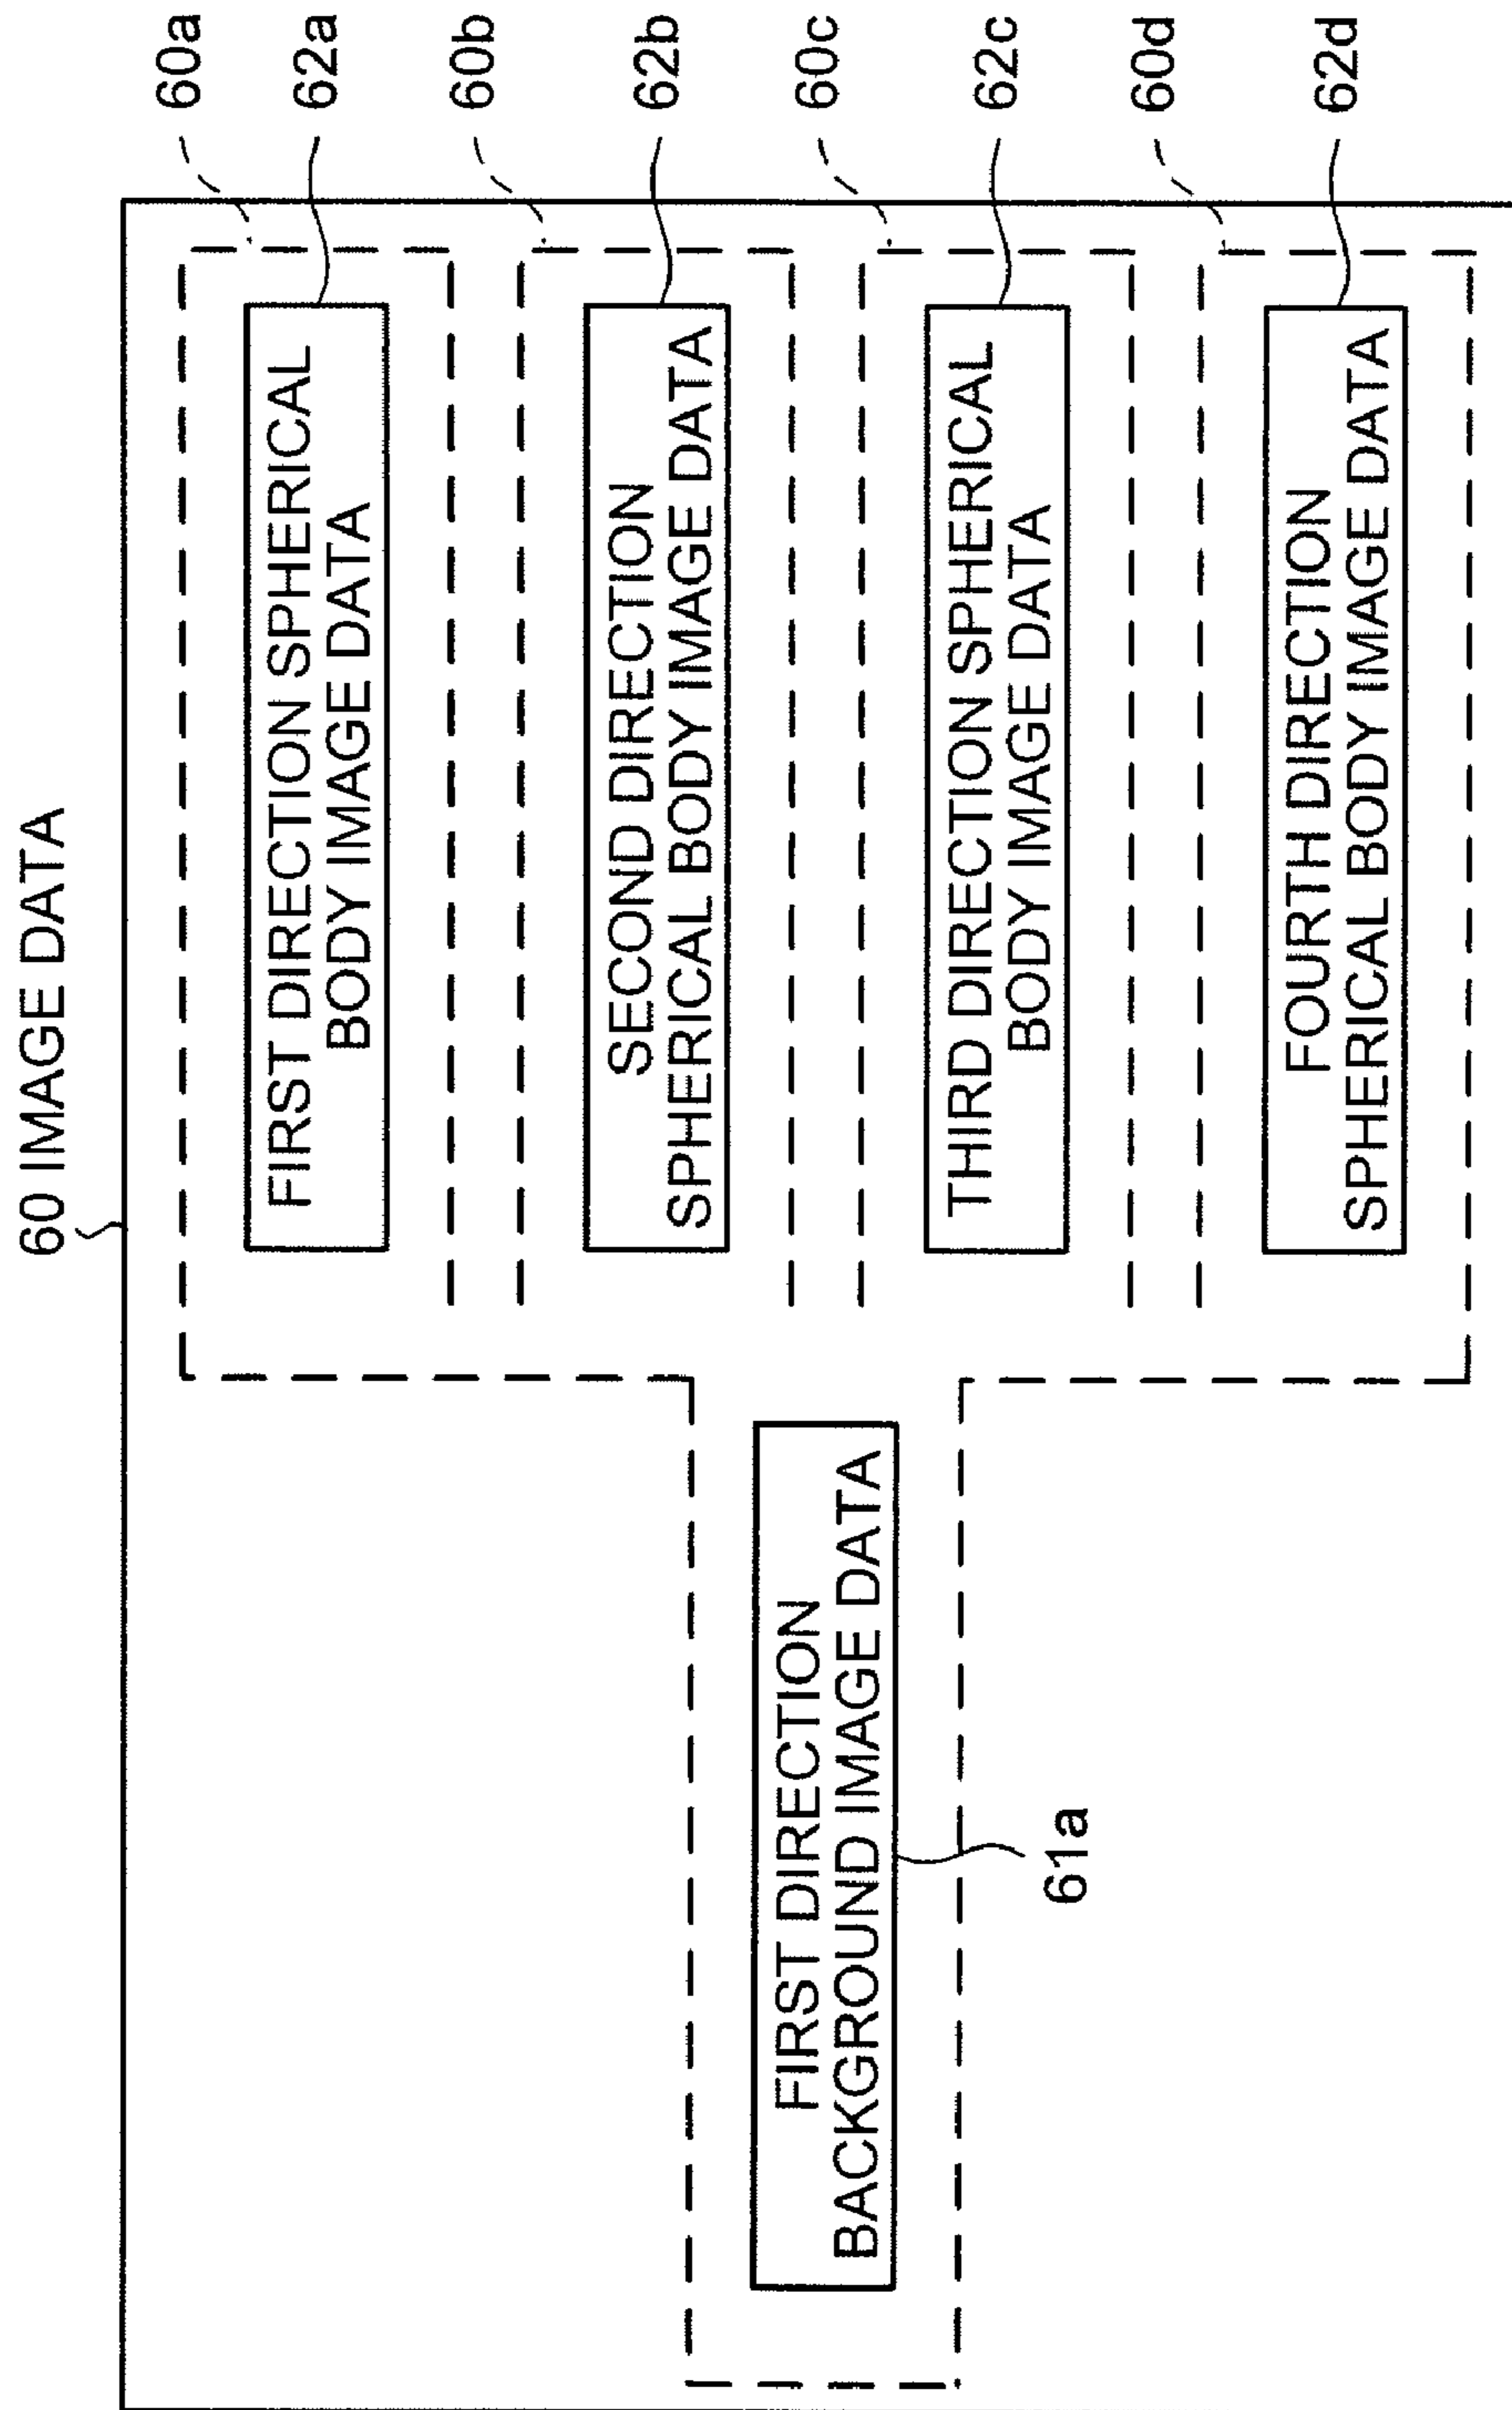 60 IMAGE DATA
60a
FIRST DIRECTION SPHERICAL
BODY IMAGE DATA
62a
60b
SECOND DIRECTION
SPHERICAL BODY IMAGE DATA
62b
FIRST DIRECTION
BACKGROUND IMAGE DATA
61a
60c
THIRD DIRECTION SPHERICAL
BODY IMAGE DATA
62c
60d
FOURTH DIRECTION
SPHERICAL BODY IMAGE DATA
62d